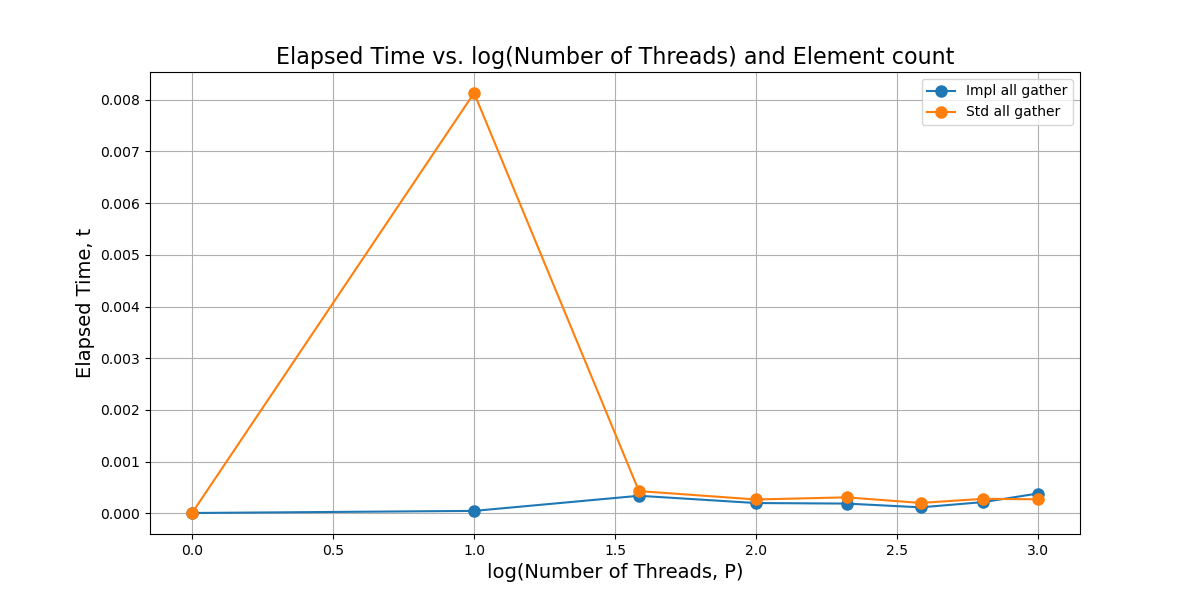 Elapsed Time vs. log(Number of Threads) and Element count
Impl all gather
Std all gather
0.008
0.007
0.006
0.005
0.004
0.003
0.002
0.001
0.000
Elapsed Time, t
0.0 0.5 1.0 1.5 2.0 2.5 3.0
log(Number of Threads, P)